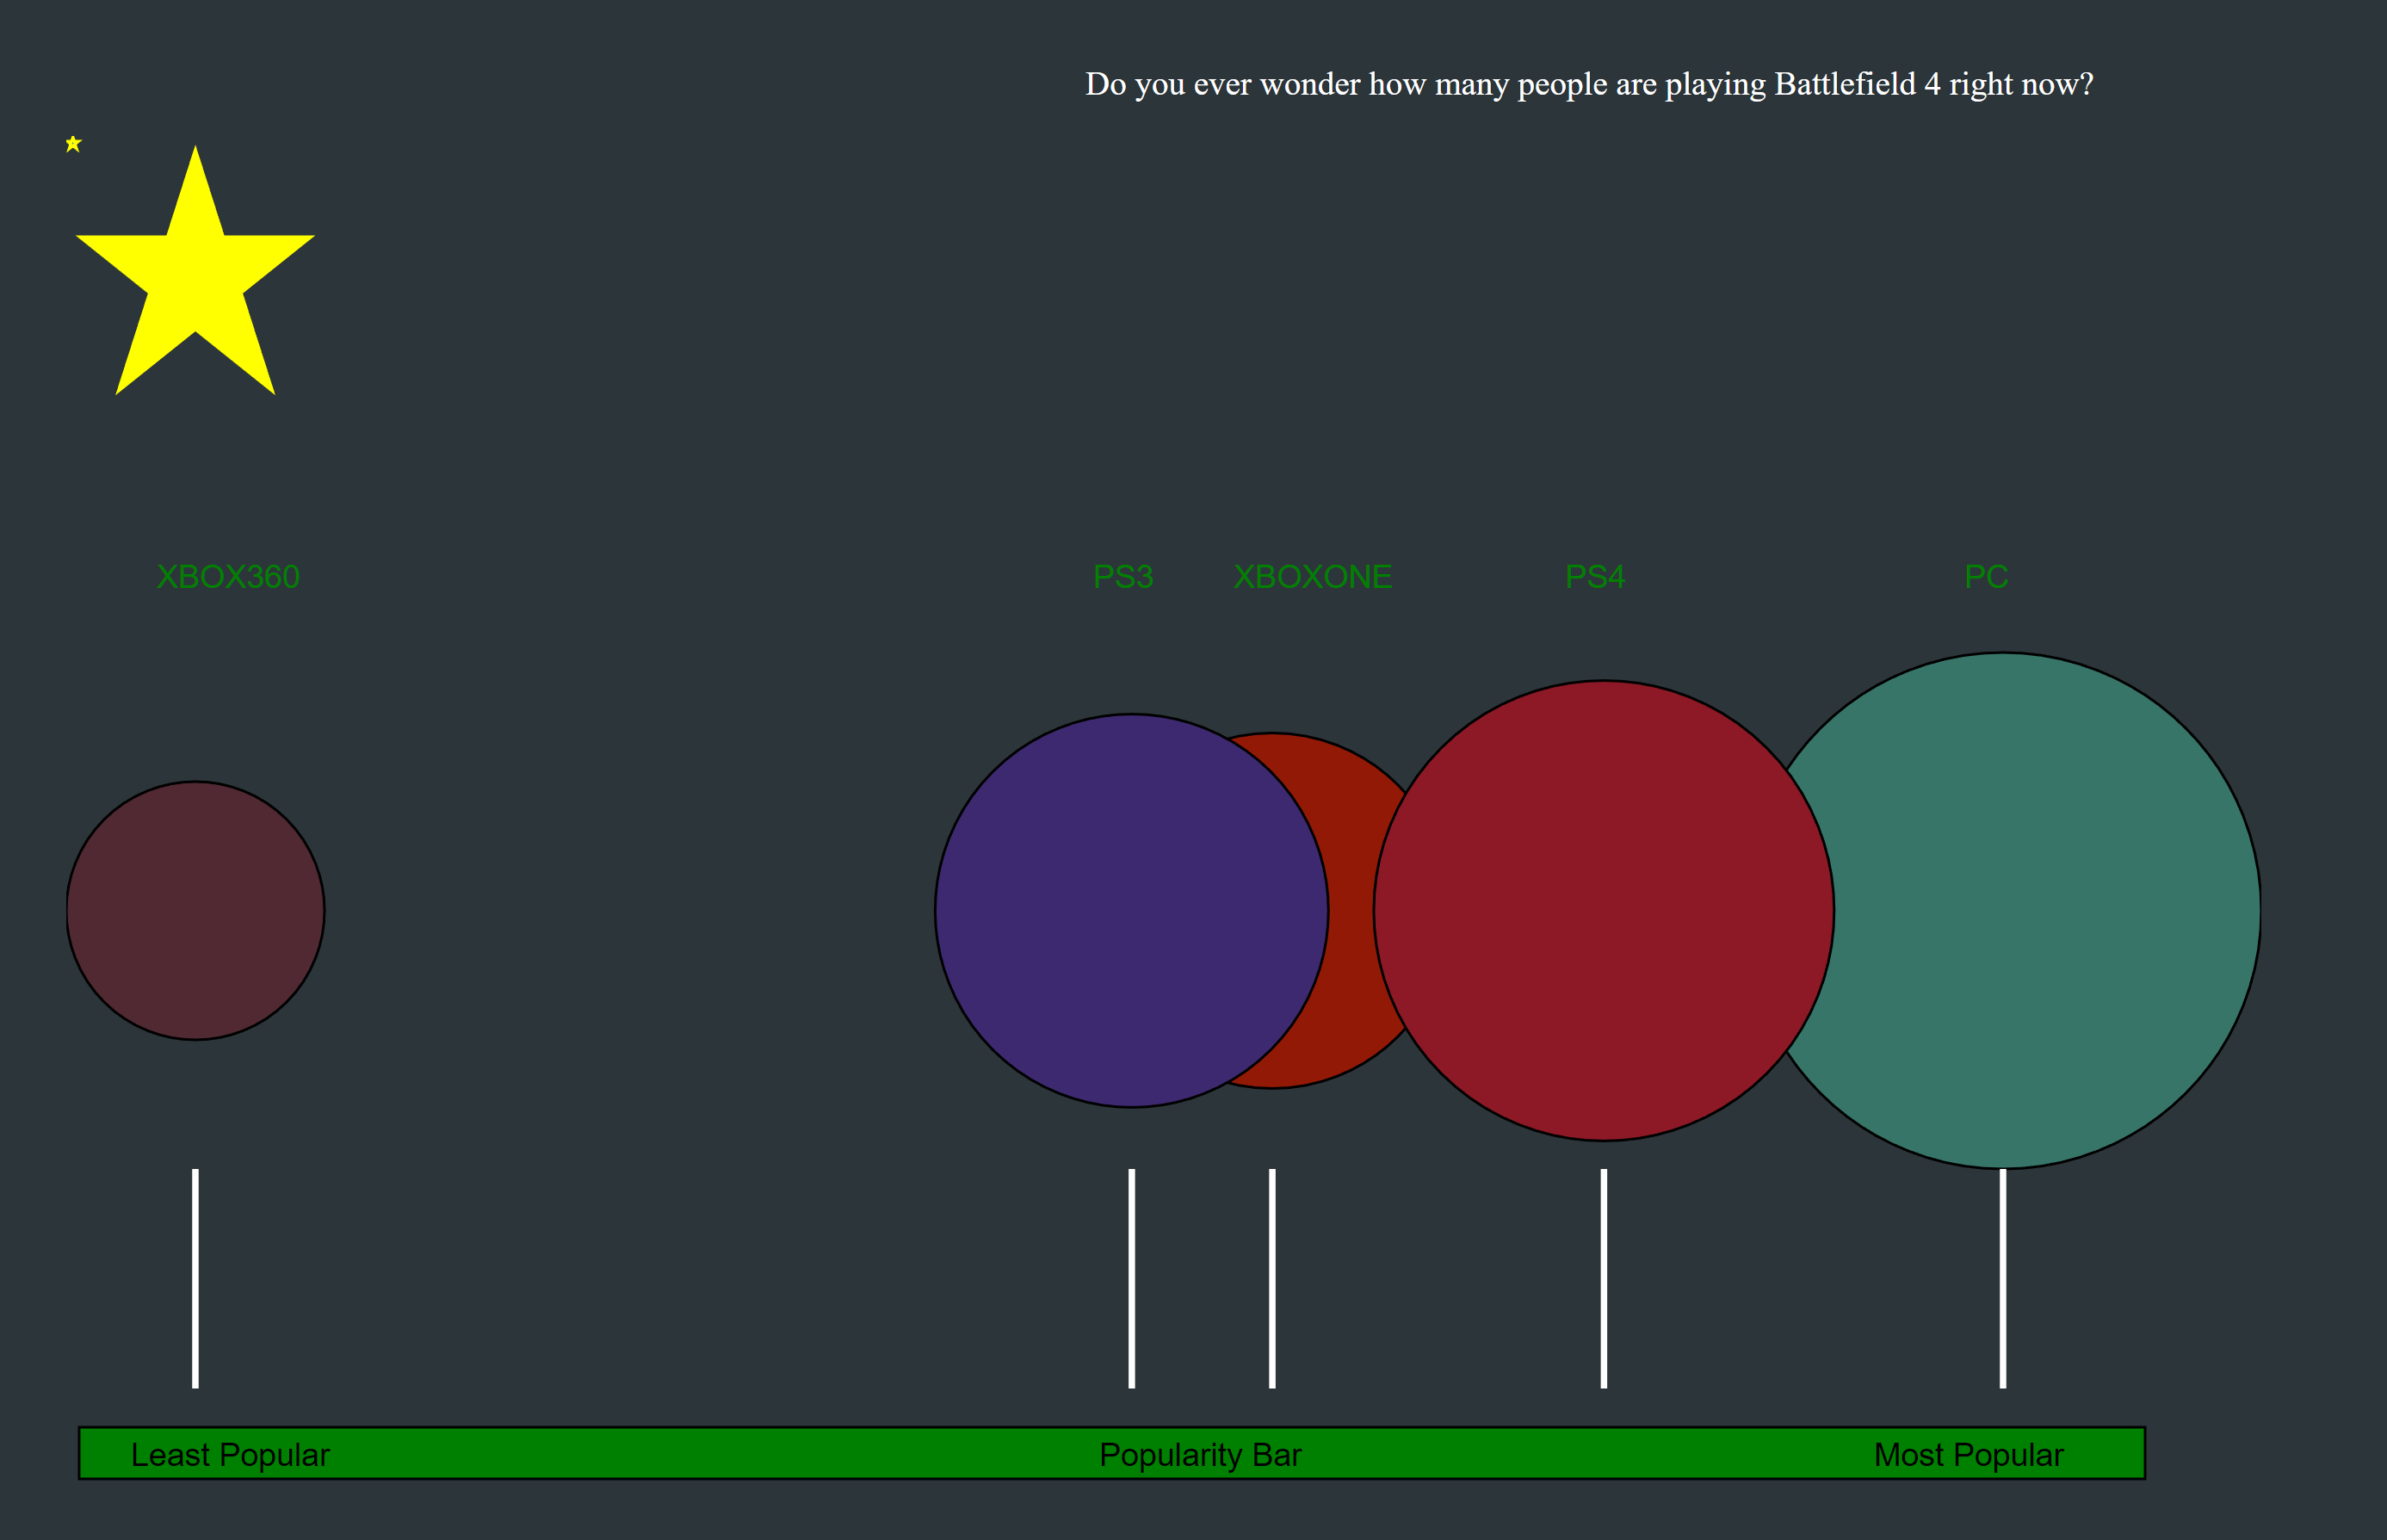 Do you ever wonder how many people are playing Battlefield 4 right now?
XBOX360 PS3 XBOXONE PS4 PC
Least Popular Popularity Bar Most Popular